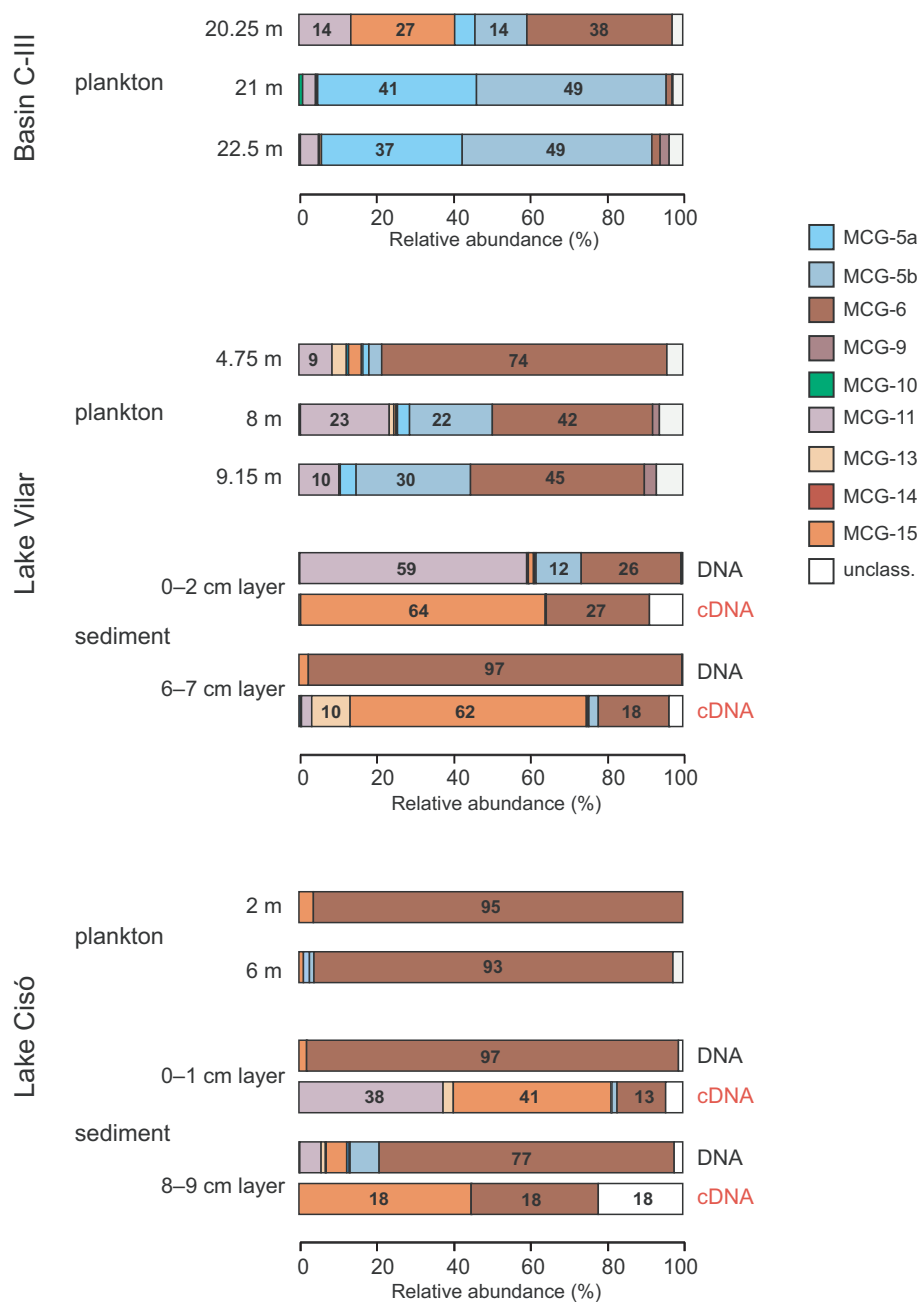 Basin C-III
plankton
20.25 m
14 27 14 38
21 m
41 49
22.5 m
37 49
0 20 40 60 80 100
Relative abundance (%)
MCG-5a
MCG-5b
MCG-6
MCG-9
MCG-10
MCG-11
MCG-13
MCG-14
MCG-15
unclass.
Lake Vilar
plankton
4.75 m
9 74
8 m
23 22 42
9.15 m
10 30 45
sediment
0–2 cm layer
59 12 26 DNA
64 27 cDNA
6–7 cm layer
97 DNA
10 62 18 cDNA
0 20 40 60 80 100
Relative abundance (%)
Lake Cisó
plankton
2 m
95
6 m
93
sediment
0–1 cm layer
97 DNA
38 41 13 cDNA
8–9 cm layer
77 DNA
18 18 18 cDNA
0 20 40 60 80 100
Relative abundance (%)